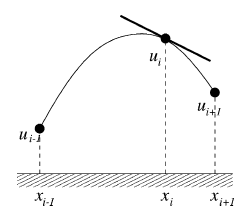 u_i
u_{i-1}
u_{i+1}
x_{i-1} x_i x_{i+1}